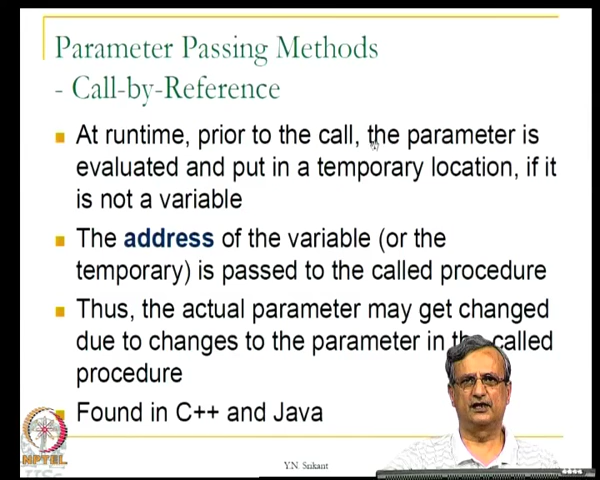 Parameter Passing Methods
- Call-by-Reference
At runtime, prior to the call, the parameter is
evaluated and put in a temporary location, if it
is not a variable
The address of the variable (or the
temporary) is passed to the called procedure
Thus, the actual parameter may get changed
due to changes to the parameter in the called
procedure
Found in C++ and Java
NPTEL
Y.N. Srikant